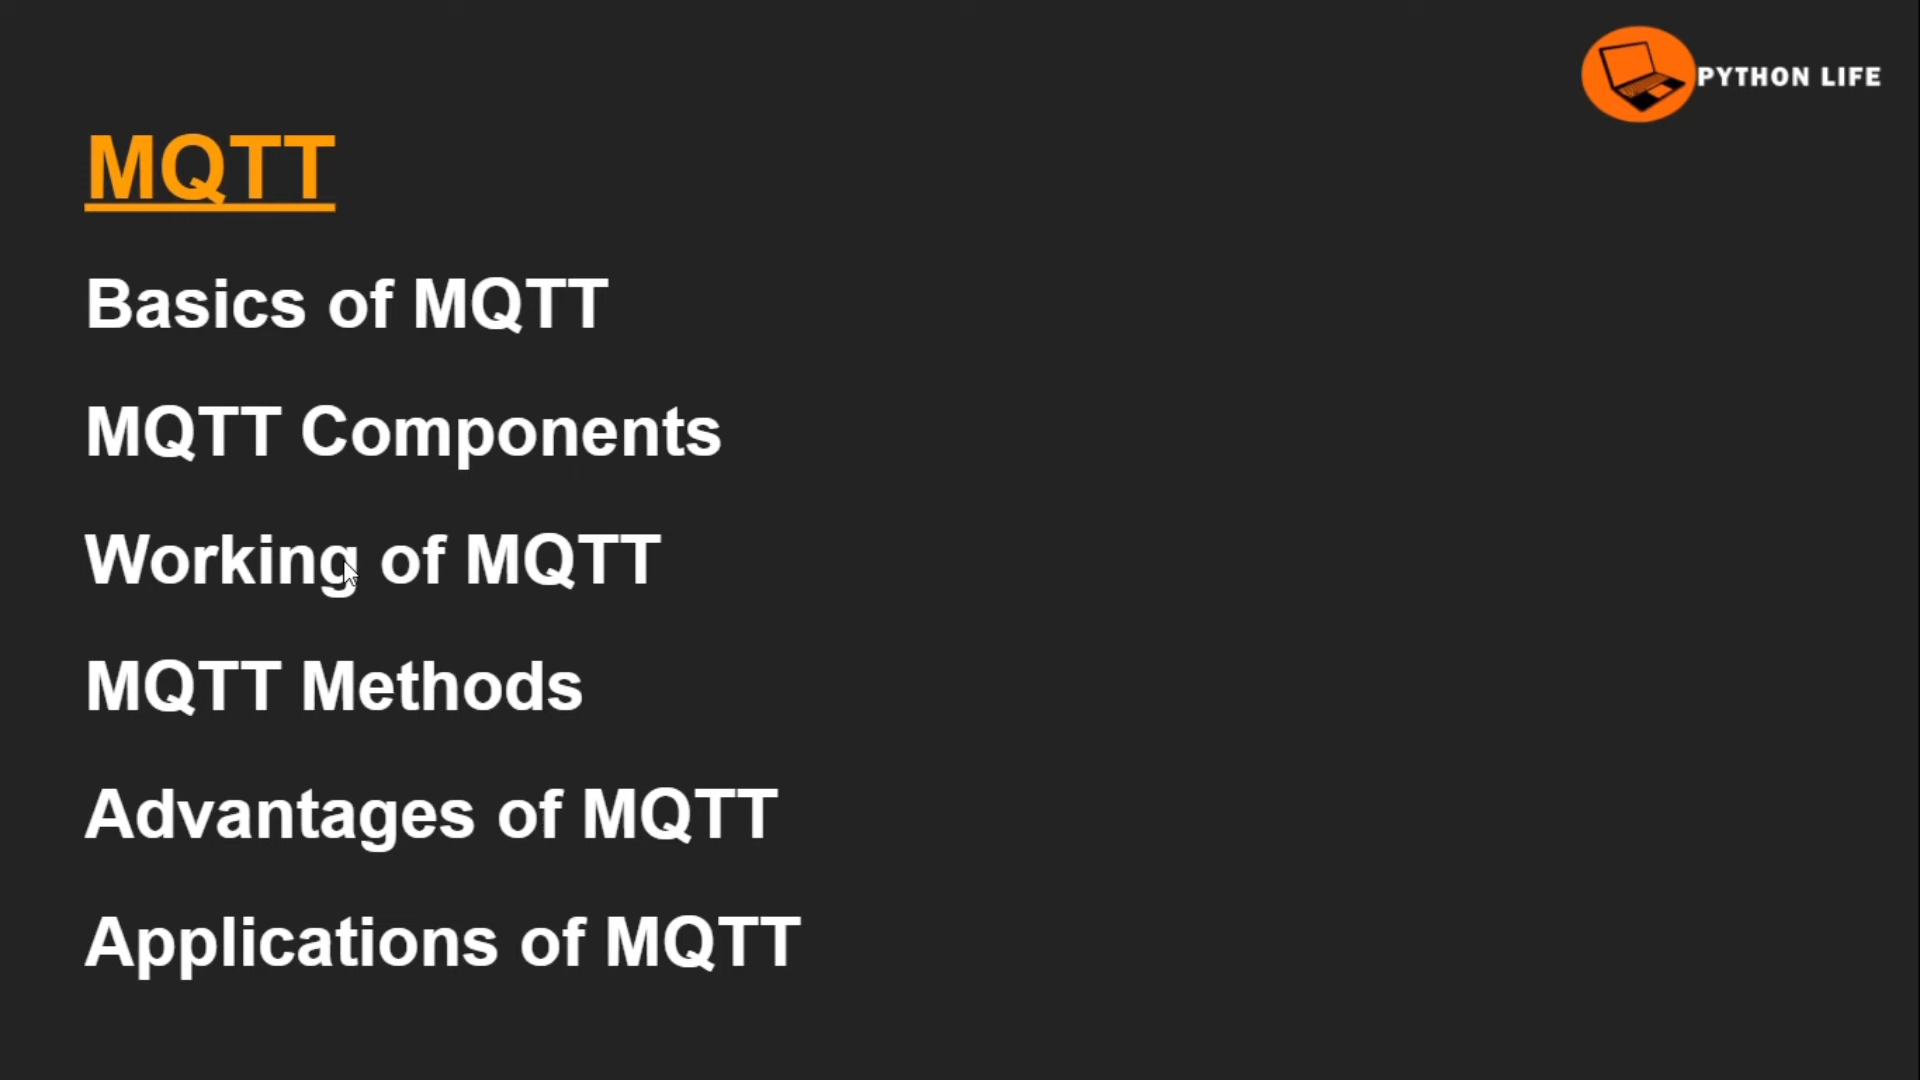 PYTHON LIFE
MQTT
Basics of MQTT
MQTT Components
Working of MQTT
MQTT Methods
Advantages of MQTT
Applications of MQTT